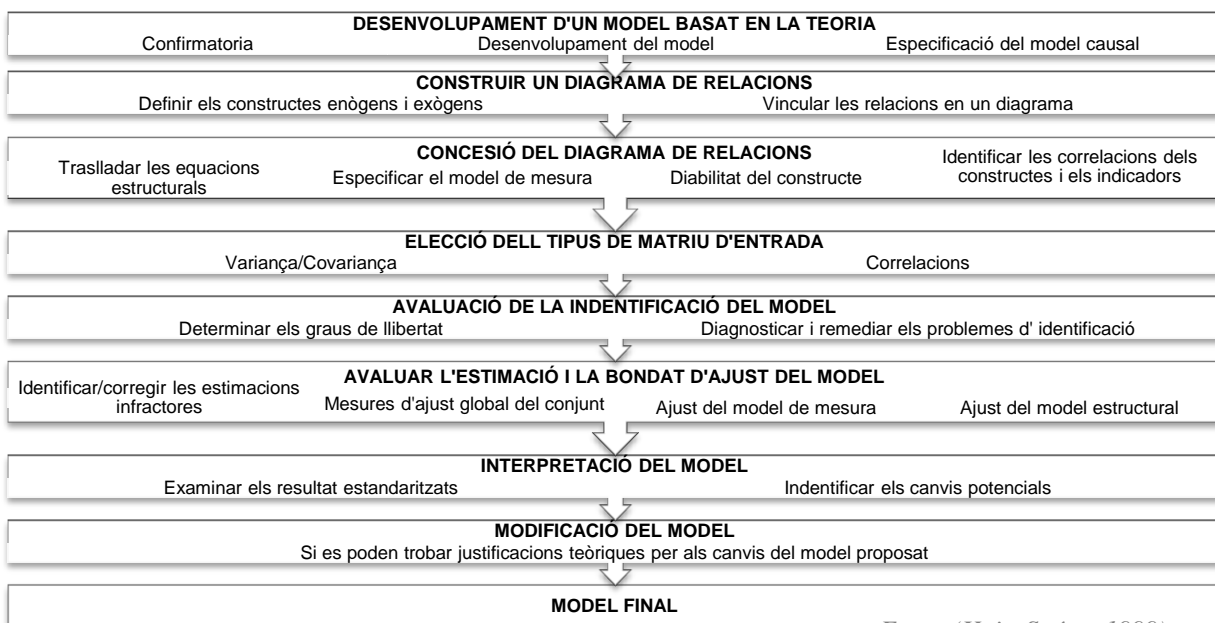 DESENVOLUPAMENT D'UN MODEL BASAT EN LA TEORIA
Confirmatoria
Desenvolupament del model
Especificació del model causal
CONSTRUIR UN DIAGRAMA DE RELACIONS
Definir els constructes enògens i exògens
Vincular les relacions en un diagrama
CONCESIÓ DEL DIAGRAMA DE RELACIONS
Traslladar les equacions
estructurals
Especificar el model de mesura
Diabilitat del constructe
Identificar les correlacions dels
constructes i els indicadors
ELECCIÓ DELL TIPUS DE MATRIU D'ENTRADA
Variança/Covariança
Correlacions
AVALUACIÓ DE LA INDENTIFICACIÓ DEL MODEL
Determinar els graus de llibertat
Diagnosticar i remediar els problemes d' identificació
AVALUAR L'ESTIMACIÓ I LA BONDAT D'AJUST DEL MODEL
Identificar/corregir les estimacions
infractores
Mesures d'ajust global del conjunt
Ajust del model de mesura
Ajust del model estructural
INTERPRETACIÓ DEL MODEL
Examinar els resultat estandaritzats
Indentificar els canvis potencials
MODIFICACIÓ DEL MODEL
Si es poden trobar justificacions teòriques per als canvis del model proposat
MODEL FINAL